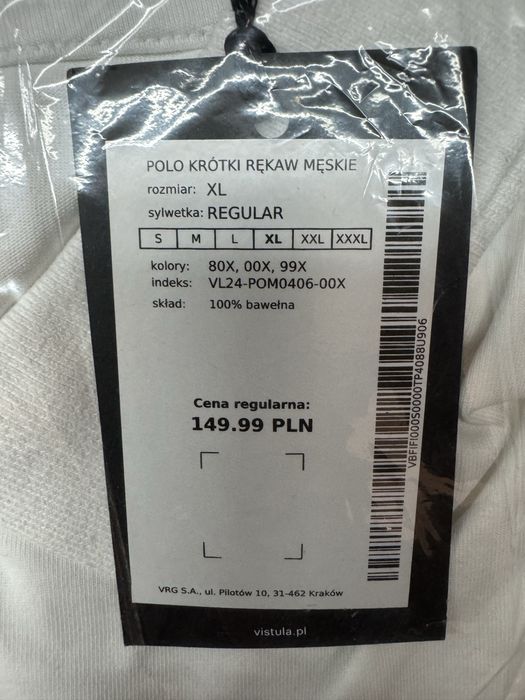 POLO KRÓTKI RĘKAW MĘSKIE
rozmiar: XL
sylwetka: REGULAR
S M L XL XXL XXXL
kolory: 80X, 00X, 99X
indeks: VL24-POM0406-00X
skład: 100% bawełna
Cena regularna:
149.99 PLN
VBFIFI000S0000TP4088U906
VRG S.A., ul. Pilotów 10, 31-462 Kraków
vistula.pl